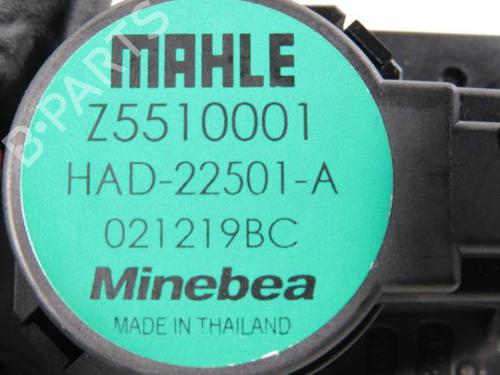 MAHLE
Z5510001
HAD-22501-A
021219BC
Minebea
MADE IN THAILAND
B-PARTS